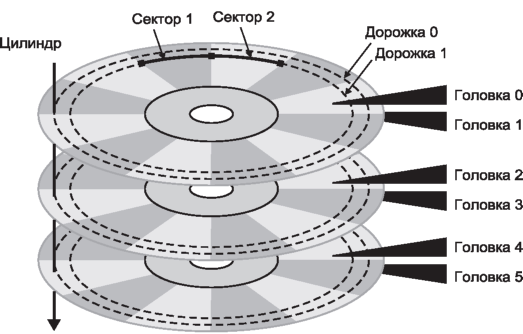 Сектор 1
Сектор 2
Цилиндр
Дорожка 0
Дорожка 1
Головка 0
Головка 1
Головка 2
Головка 3
Головка 4
Головка 5